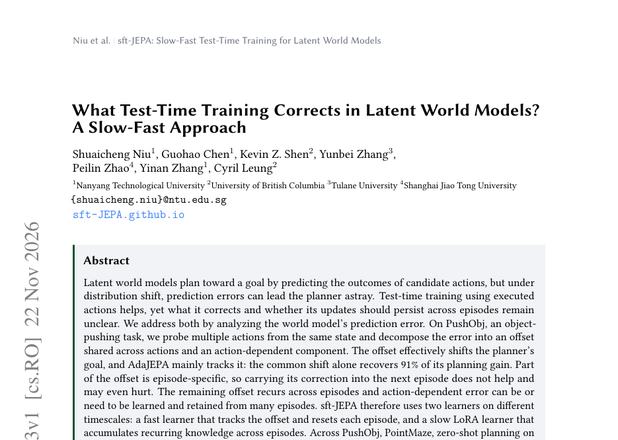 Niu et al. sft-JEPA: Slow-Fast Test-Time Training for Latent World Models
What Test-Time Training Corrects in Latent World Models?
A Slow-Fast Approach
Shuaicheng Niu1, Guohao Chen1, Kevin Z. Shen2, Yunbei Zhang3,
Peilin Zhao4, Yinan Zhang1, Cyril Leung2
1Nanyang Technological University 2University of British Columbia 3Tulane University 4Shanghai Jiao Tong University
{shuaicheng.niu}@ntu.edu.sg
sft-JEPA.github.io
3v1 [cs.RO] 22 Nov 2026
Abstract
Latent world models plan toward a goal by predicting the outcomes of candidate actions, but under
distribution shift, prediction errors can lead the planner astray. Test-time training using executed
actions helps, yet what it corrects and whether its updates should persist across episodes remain
unclear. We address both by analyzing the world model's prediction error. On PushObj, an object-
pushing task, we probe multiple actions from the same state and decompose the error into an offset
shared across actions and an action-dependent component. The offset effectively shifts the planner's
goal, and AdaJEPA mainly tracks it: the common shift alone recovers 91% of its planning gain. Part
of the offset is episode-specific, so carrying its correction into the next episode does not help and
may even hurt. The remaining offset recurs across episodes and action-dependent error can be or
need to be learned and retained from many episodes. sft-JEPA therefore uses two learners on different
timescales: a fast learner that tracks the offset and resets each episode, and a slow LoRA learner that
accumulates recurring knowledge across episodes. Across PushObj, PointMaze, zero-shot planning on